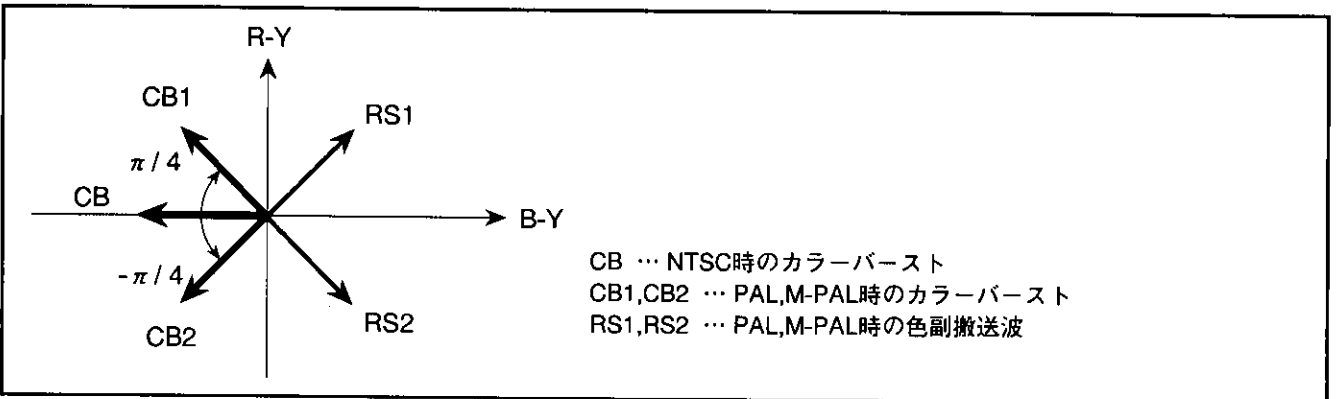 R-Y
CB1
RS1
π / 4
CB
B-Y
-π / 4
CB2
RS2
CB … NTSC時のカラーバースト
CB1,CB2 … PAL,M-PAL時のカラーバースト
RS1,RS2 … PAL,M-PAL時の色副搬送波